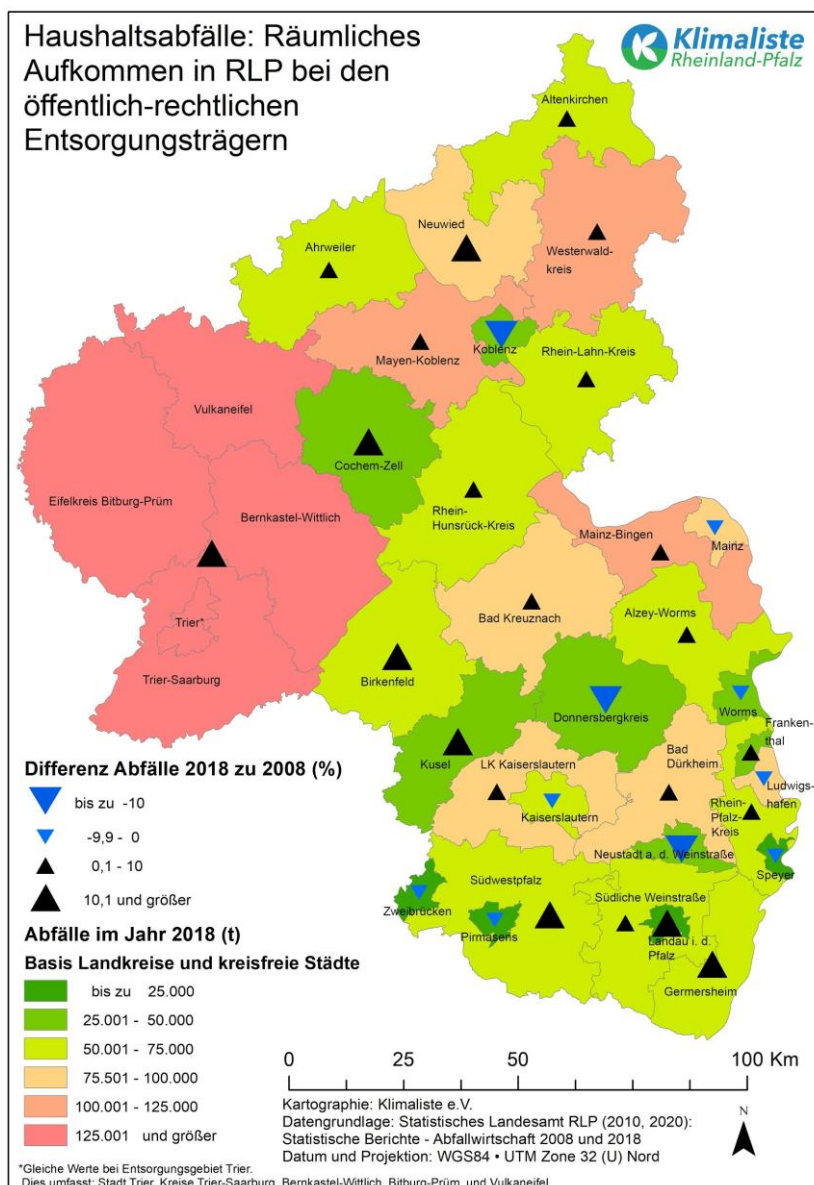 Haushaltsabfälle: Räumliches
Aufkommen in RLP bei den
öffentlich-rechtlichen
Entsorgungsträgern
Klimaliste
Rheinland-Pfalz
Altenkirchen
Neuwied
Westerwald-
kreis
Ahrweiler
Mayen-Koblenz
Koblenz
Rhein-Lahn-Kreis
Vulkaneifel
Cochem-Zell
Eifelkreis Bitburg-Prüm
Bernkastel-Wittlich
Rhein-
Hunsrück-Kreis
Mainz-Bingen
Mainz
Bad Kreuznach
Alzey-Worms
Trier*
Trier-Saarburg
Birkenfeld
Donnersbergkreis
Worms
Franken-
thal
Kusel
LK Kaiserslautern
Bad
Dürkheim
Ludwigs-
hafen
Kaiserslautern
Rhein-
Pfalz-
Kreis
Neustadt a. d. Weinstraße
Speyer
Zweibrücken
Südwestpfalz
Pirmasens
Südliche Weinstraße
Landau i. d.
Pfalz
Germersheim
Differenz Abfälle 2018 zu 2008 (%)
bis zu -10
-9,9 - 0
0,1 - 10
10,1 und größer
Abfälle im Jahr 2018 (t)
Basis Landkreise und kreisfreie Städte
bis zu 25.000
25.001 - 50.000
50.001 - 75.000
75.501 - 100.000
100.001 - 125.000
125.001 und größer
0 25 50 100 Km
Kartographie: Klimaliste e.V.
Datengrundlage: Statistisches Landesamt RLP (2010, 2020):
Statistische Berichte - Abfallwirtschaft 2008 und 2018
Datum und Projektion: WGS84 • UTM Zone 32 (U) Nord
N
*Gleiche Werte bei Entsorgungsgebiet Trier.
Dies umfasst: Stadt Trier, Kreise Trier-Saarburg, Bernkastel-Wittlich, Bitburg-Prüm, und Vulkaneifel